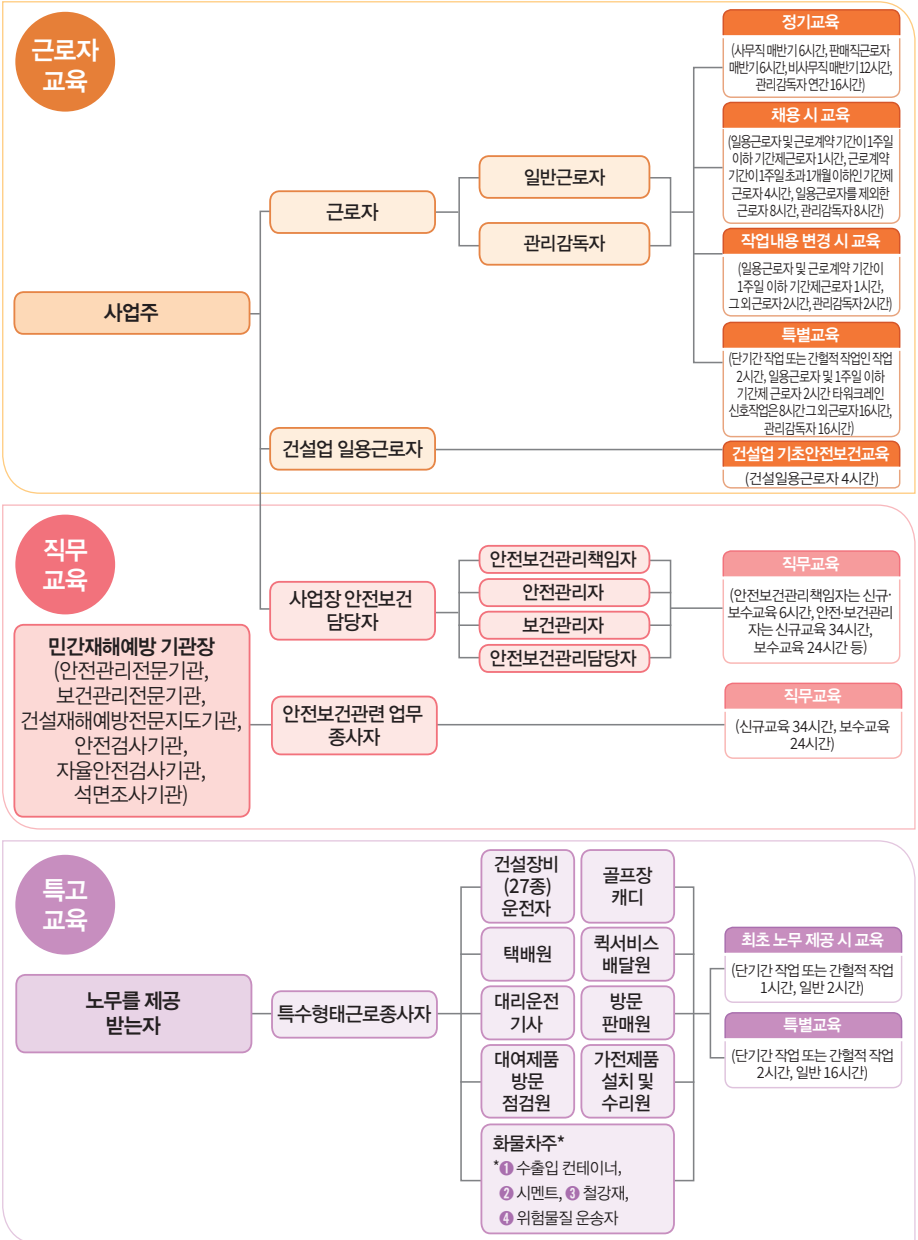 근로자
교육
사업주
근로자
일반근로자
관리감독자
정기교육
(사무직 매반기 6시간, 판매직근로자
매반기 6시간, 비사무직 매반기 12시간,
관리감독자 연간 16시간)
채용 시 교육
(일용근로자 및 근로계약 기간이 1주일
이하 기간제근로자 1시간, 근로계약
기간이 1주일 초과 1개월 이하인 기간제
근로자 4시간, 일용근로자를 제외한
근로자 8시간, 관리감독자 8시간)
작업내용 변경 시 교육
(일용근로자 및 근로계약 기간이
1주일 이하 기간제근로자 1시간,
그 외 근로자 2시간, 관리감독자 2시간)
특별교육
(단기간 작업 또는 간헐적 작업인 작업
2시간, 일용근로자 및 1주일 이하
기간제 근로자 2시간 타워크레인
신호작업은 8시간 그 외 근로자 16시간,
관리감독자 16시간)
건설업 일용근로자
건설업 기초안전보건교육
(건설일용근로자 4시간)
직무
교육
사업장 안전보건
담당자
안전보건관리책임자
안전관리자
보건관리자
안전보건관리담당자
직무교육
(안전보건관리책임자는 신규·
보수교육 6시간, 안전·보건관리
자는 신규교육 34시간,
보수교육 24시간 등)
민간재해예방 기관장
(안전관리전문기관,
보건관리전문기관,
건설재해예방전문지도기관,
안전검사기관,
자율안전검사기관,
석면조사기관)
안전보건관련 업무
종사자
직무교육
(신규교육 34시간, 보수교육
24시간)
특고
교육
노무를 제공
받는자
특수형태근로종사자
건설장비
(27종)
운전자
골프장
캐디
택배원
퀵서비스
배달원
대리운전
기사
방문
판매원
대여제품
방문
점검원
가전제품
설치 및
수리원
화물차주*
*❶ 수출입 컨테이너,
❷ 시멘트, ❸ 철강재,
❹ 위험물질 운송자
최초 노무 제공 시 교육
(단기간 작업 또는 간헐적 작업
1시간, 일반 2시간)
특별교육
(단기간 작업 또는 간헐적 작업
2시간, 일반 16시간)